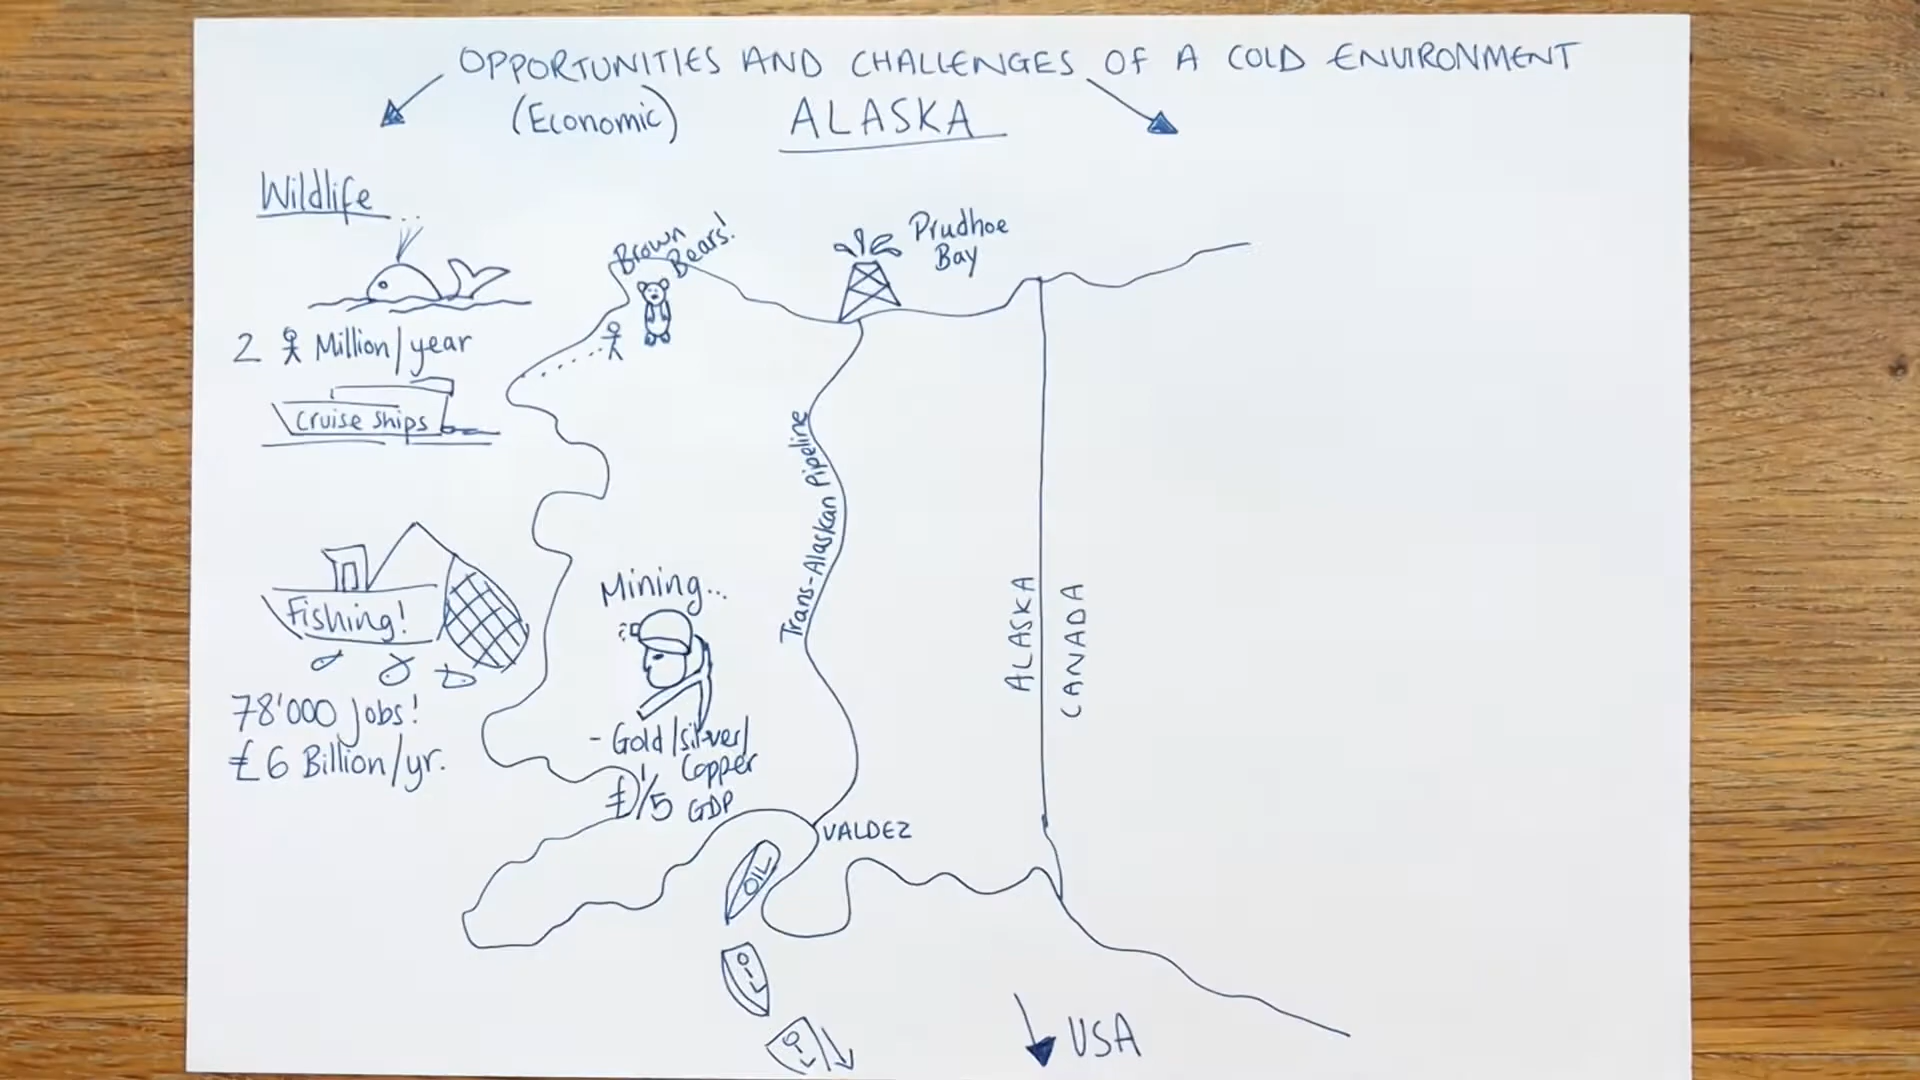 OPPORTUNITIES AND CHALLENGES OF A COLD ENVIRONMENT
(Economic)
ALASKA
Wildlife
2 Million/year
Cruise ships
Fishing!
78'000 Jobs!
£6 Billion/yr.
Brown
Bears!
Prudhoe
Bay
Trans-Alaskan Pipeline
Mining...
- Gold/silver/
Copper
£ 1/5 GDP
VALDEZ
OIL
OIL
OIL
ALASKA
CANADA
USA